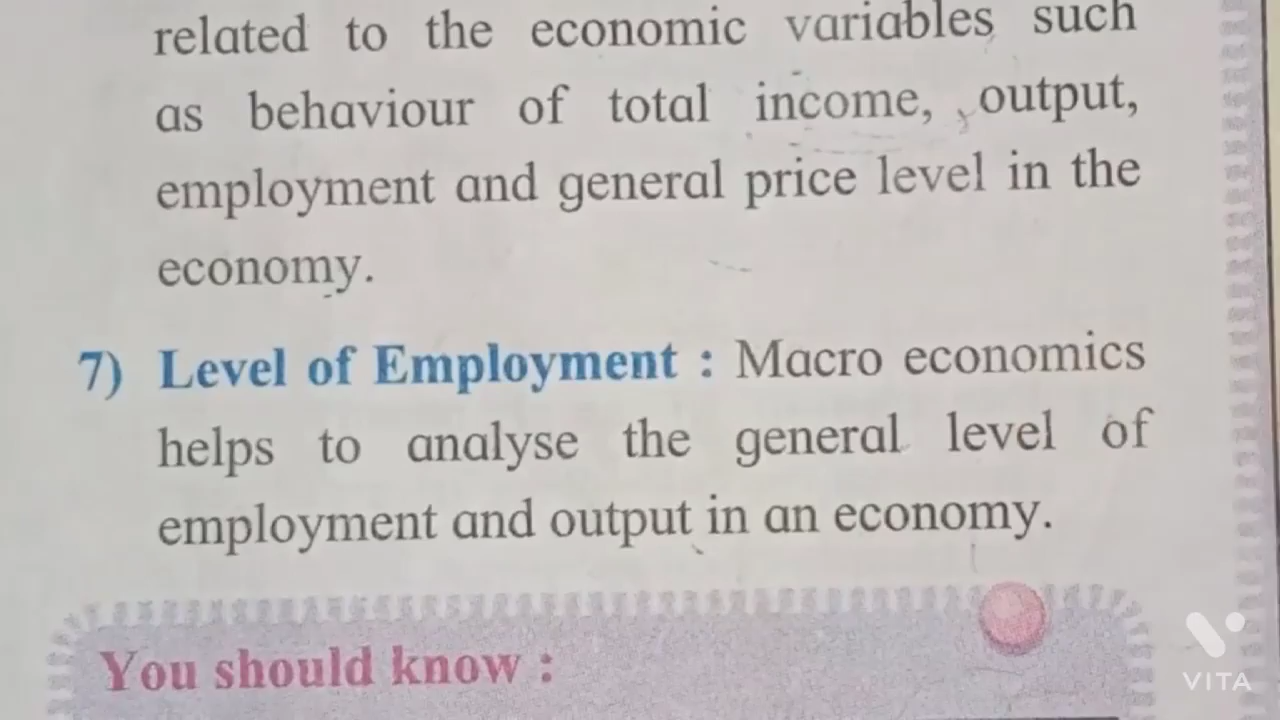 related to the economic variables such
as behaviour of total income, output,
employment and general price level in the
economy.
7) Level of Employment : Macro economics
helps to analyse the general level of
employment and output in an economy.
You should know :
VITA